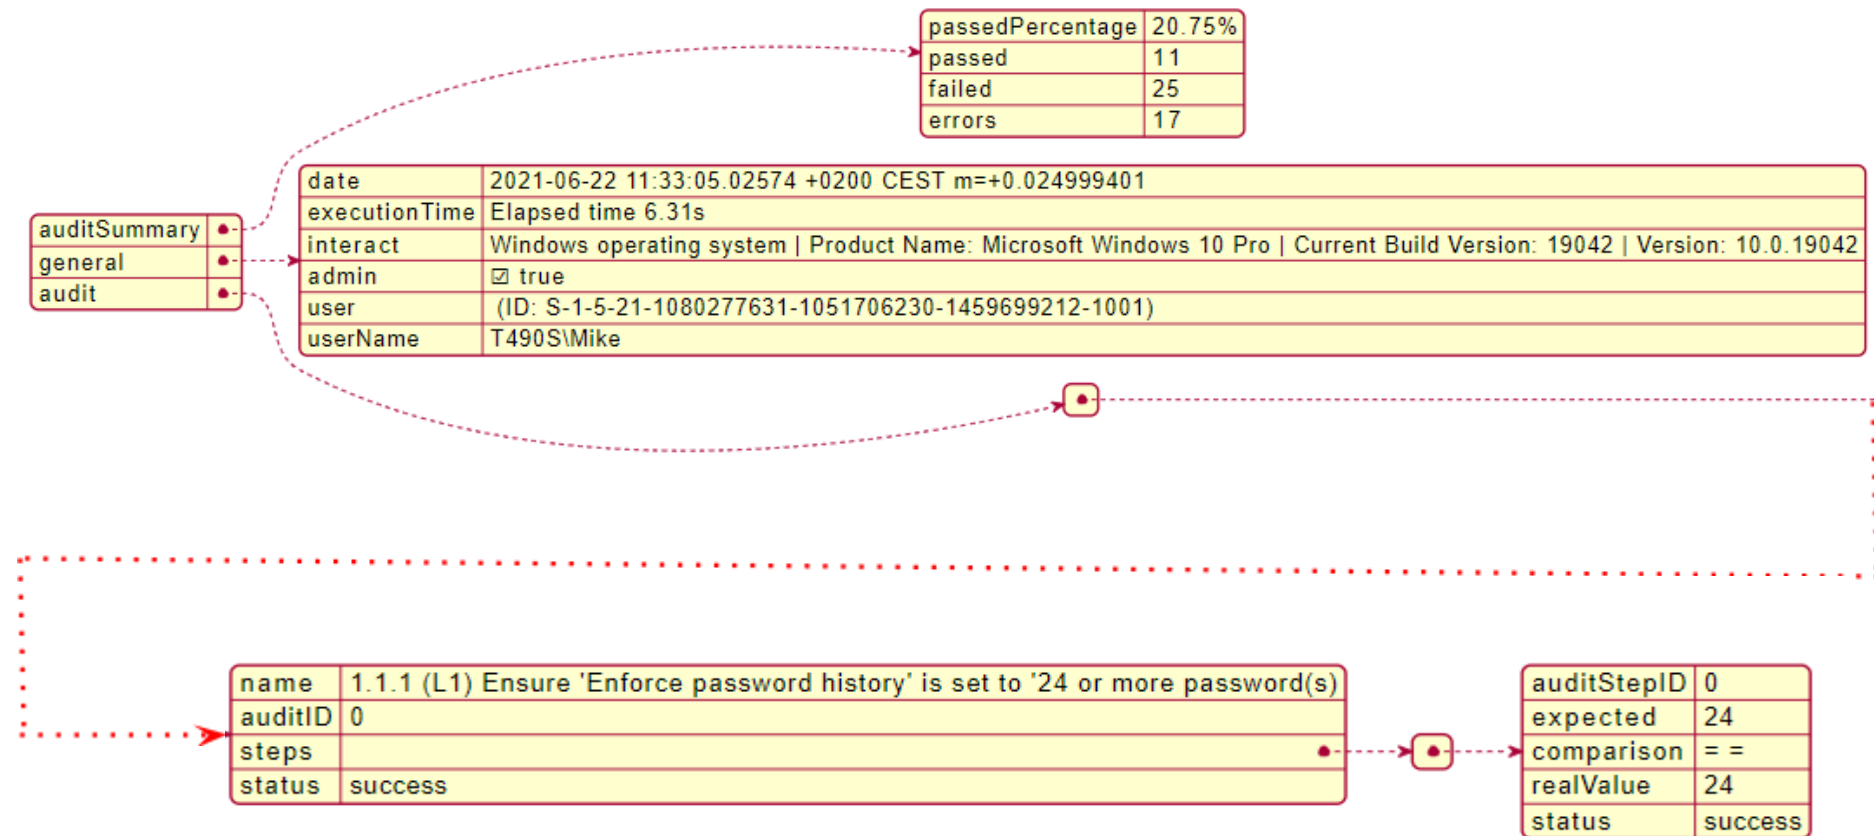 passedPercentage 20.75%
passed 11
failed 25
errors 17
auditSummary
general
audit
date 2021-06-22 11:33:05.02574 +0200 CEST m=+0.024999401
executionTime Elapsed time 6.31s
interact Windows operating system | Product Name: Microsoft Windows 10 Pro | Current Build Version: 19042 | Version: 10.0.19042
admin ☑ true
user (ID: S-1-5-21-1080277631-1051706230-1459699212-1001)
userName T490S\Mike
name 1.1.1 (L1) Ensure 'Enforce password history' is set to '24 or more password(s)
auditID 0
steps
status success
auditStepID 0
expected 24
comparison = =
realValue 24
status success